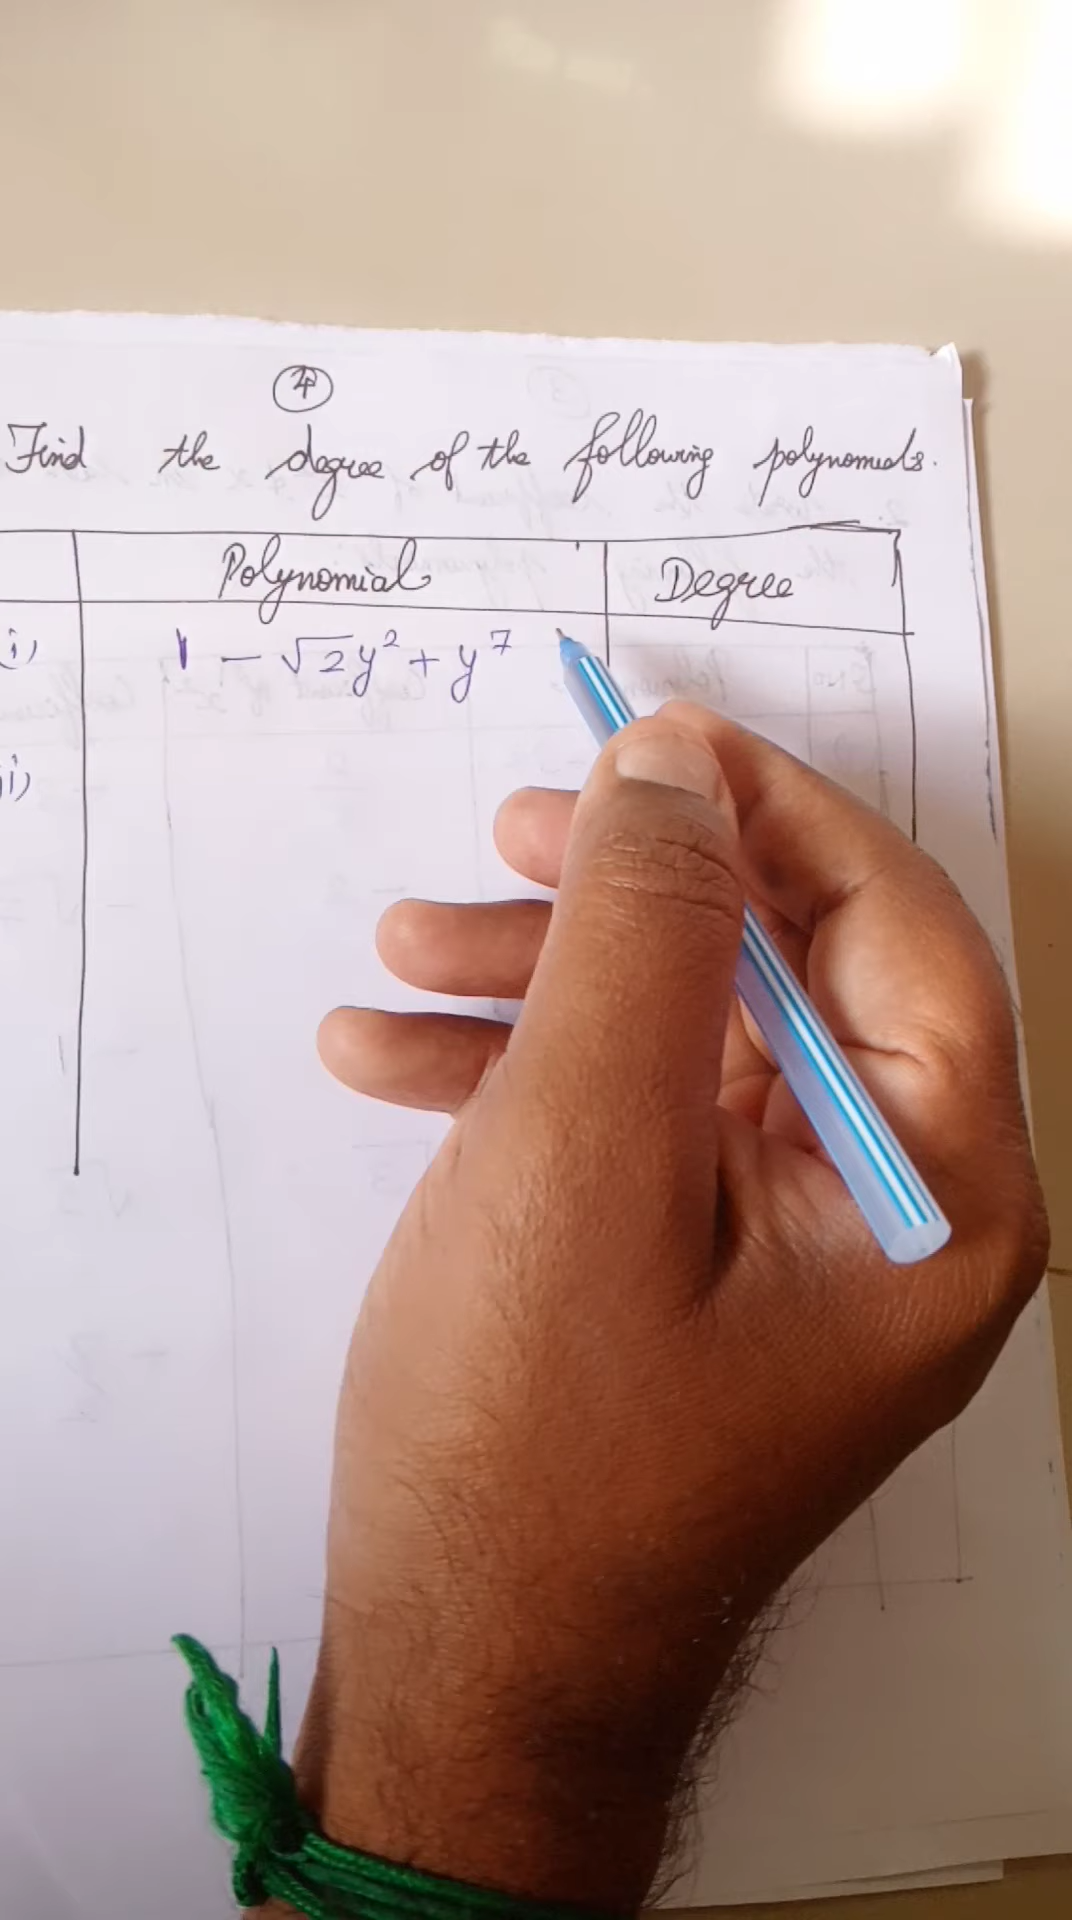 4
Find the degree of the following polynomials.
Polynomial Degree
i) 1 - √2y² + y⁷
ii)